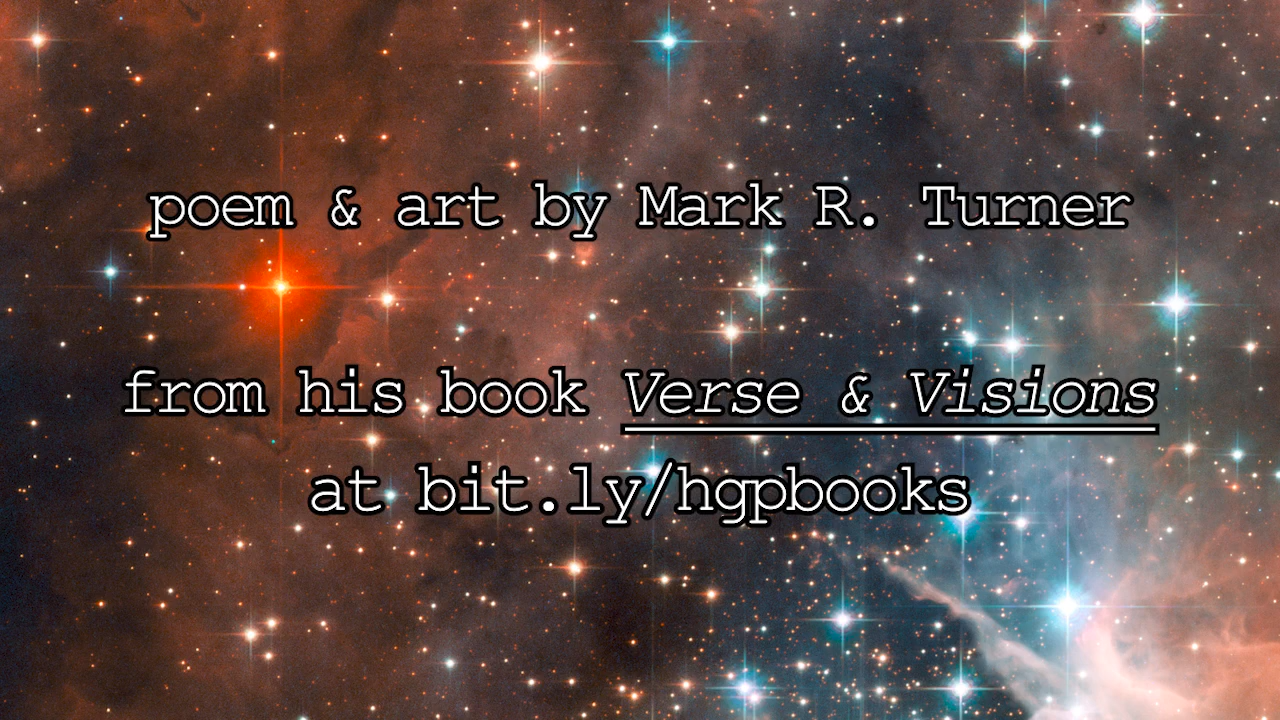 poem & art by Mark R. Turner
from his book Verse & Visions
at bit.ly/hgpbooks